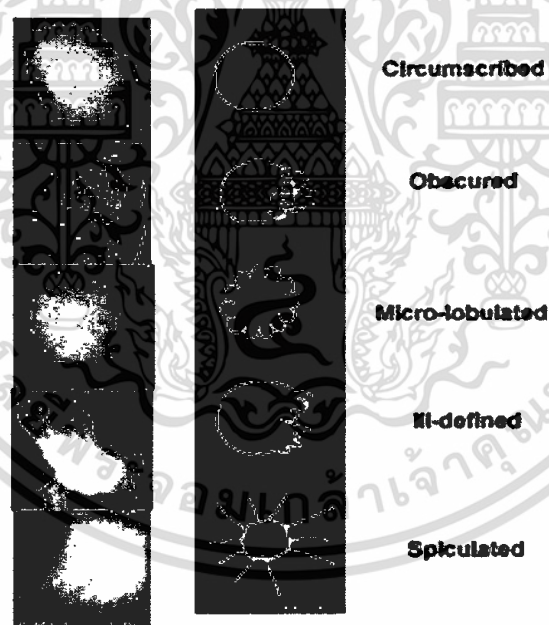 Circumscribed
Obscured
Micro-lobulated
Ill-defined
Spiculated